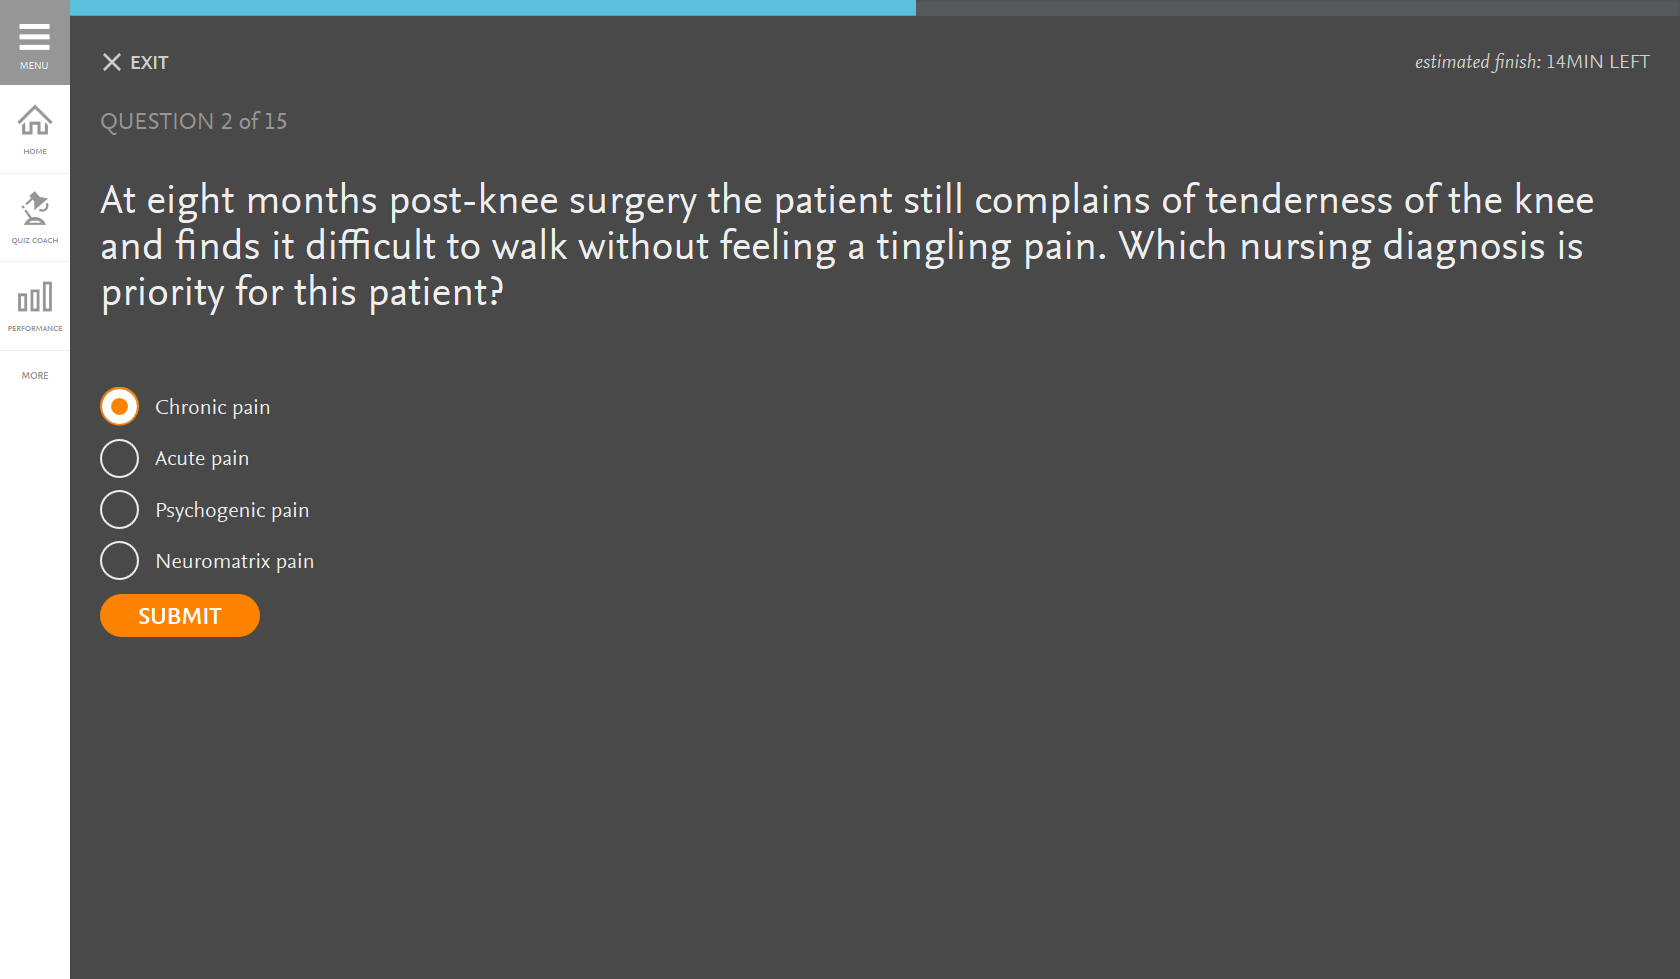 MENU
HOME
QUIZ COACH
PERFORMANCE
MORE
EXIT
estimated finish: 14MIN LEFT
QUESTION 2 of 15
At eight months post-knee surgery the patient still complains of tenderness of the knee
and finds it difficult to walk without feeling a tingling pain. Which nursing diagnosis is
priority for this patient?
Chronic pain
Acute pain
Psychogenic pain
Neuromatrix pain
SUBMIT